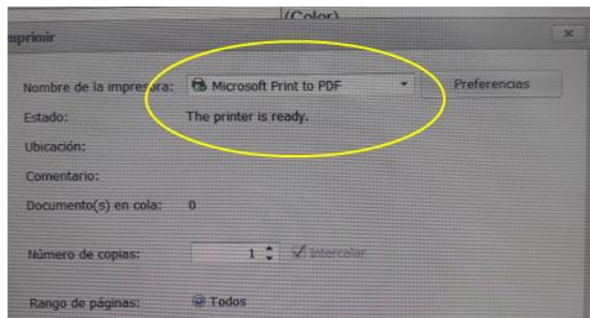 (Color)
mprimir
Nombre de la impresora: Microsoft Print to PDF Preferencias
Estado: The printer is ready.
Ubicación:
Comentario:
Documento(s) en cola: 0
Número de copias: 1 Intercalar
Rango de páginas: Todos